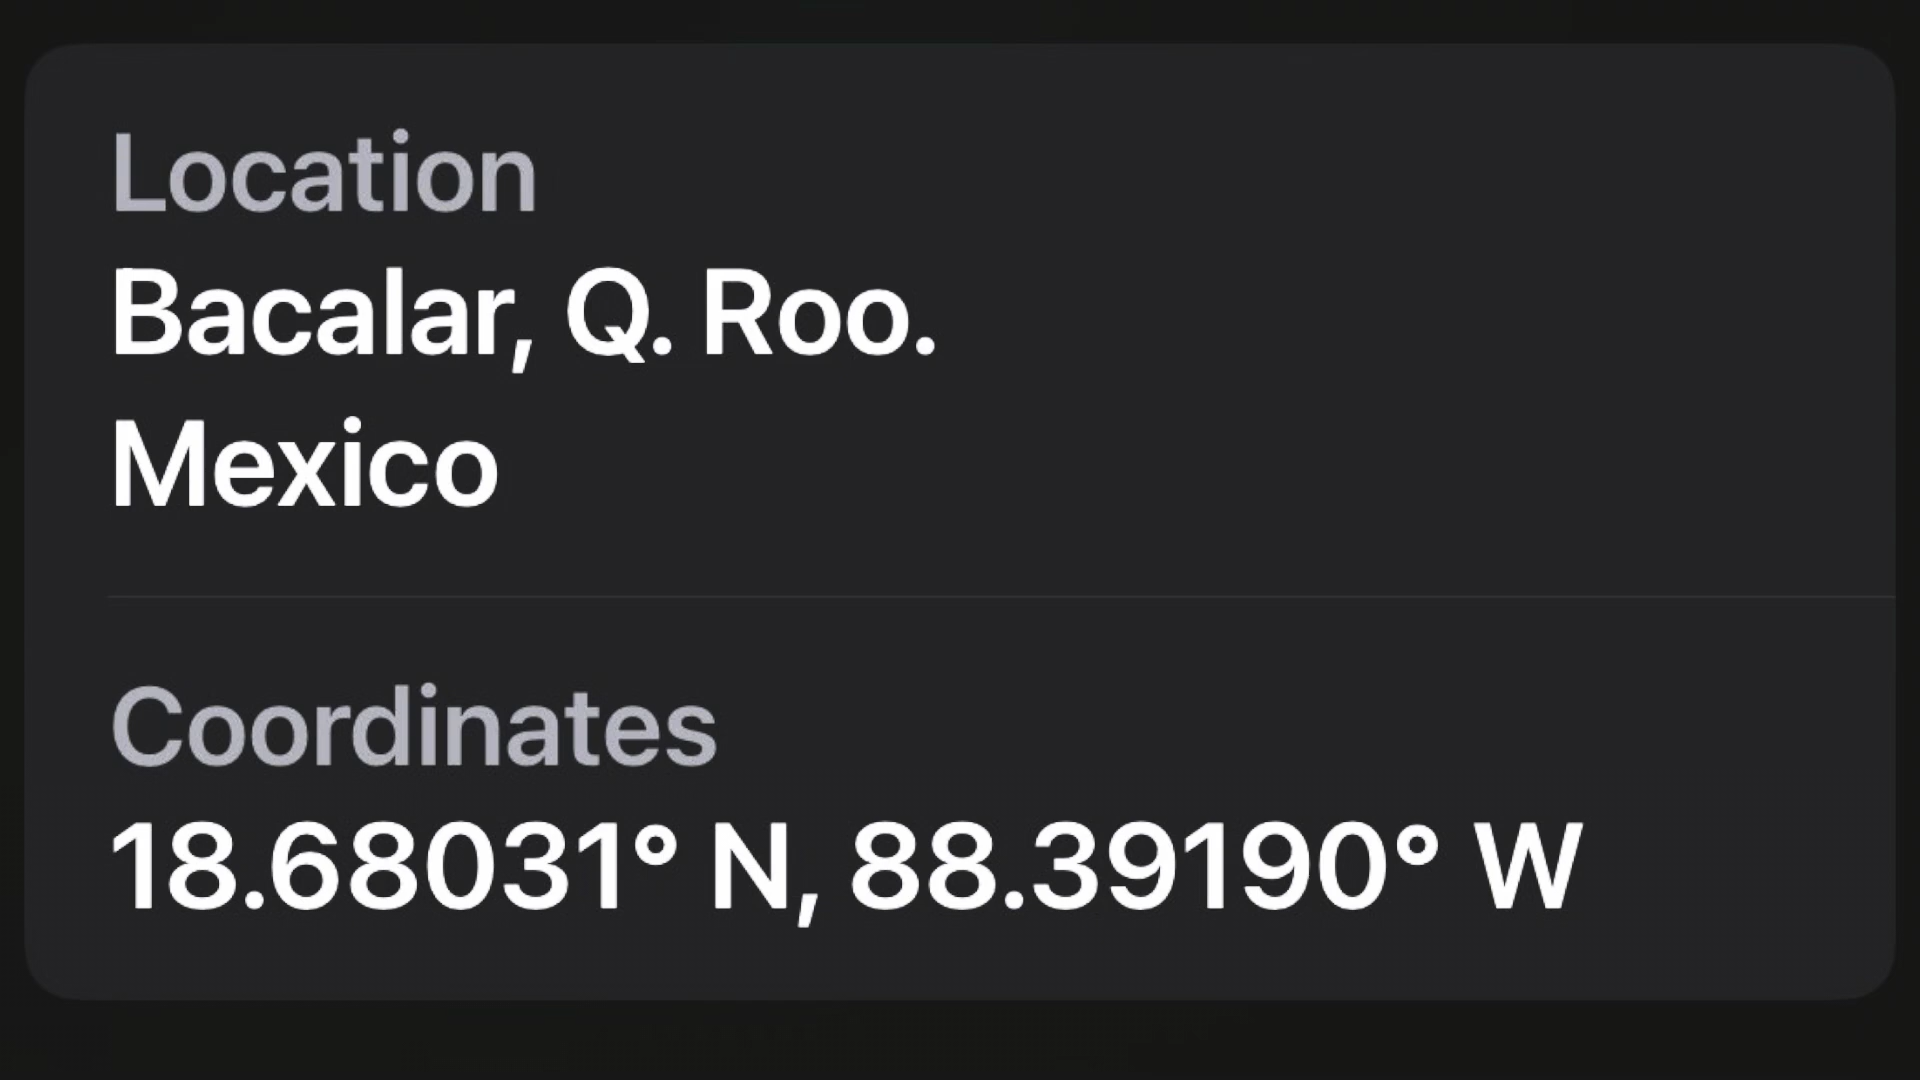 Location
Bacalar, Q. Roo.
Mexico
Coordinates
18.68031° N, 88.39190° W